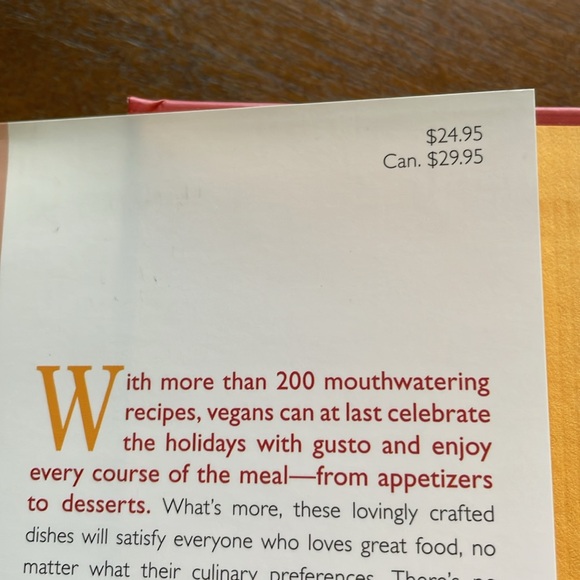 $24.95
Can. $29.95
With more than 200 mouthwatering
recipes, vegans can at last celebrate
the holidays with gusto and enjoy
every course of the meal—from appetizers
to desserts. What's more, these lovingly crafted
dishes will satisfy everyone who loves great food, no
matter what their culinary preferences. There's no